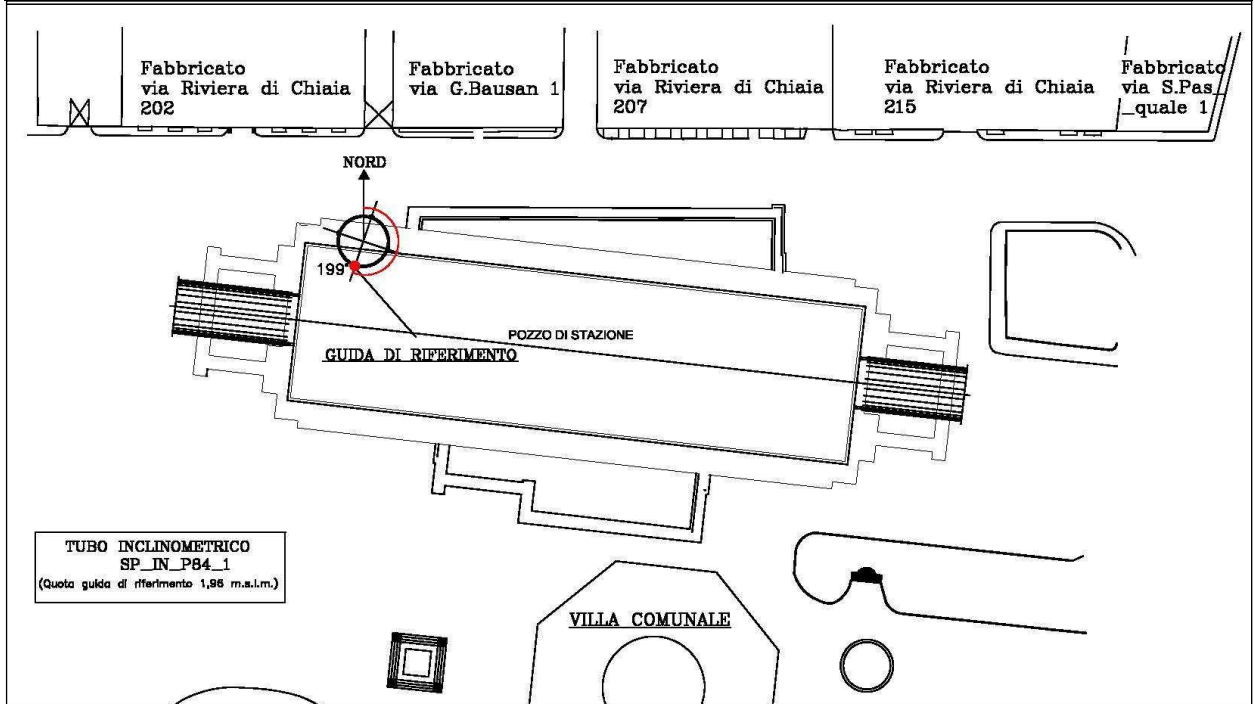 Fabbricato
via Riviera di Chiaia
202
Fabbricato
via G.Bausan 1
Fabbricato
via Riviera di Chiaia
207
Fabbricato
via Riviera di Chiaia
215
Fabbricato
via S.Pas_
_quale 1
NORD
199°
POZZO DI STAZIONE
GUIDA DI RIFERIMENTO
TUBO INCLINOMETRICO
SP_IN_P84_1
(Quota guida di riferimento 1,96 m.s.l.m.)
VILLA COMUNALE